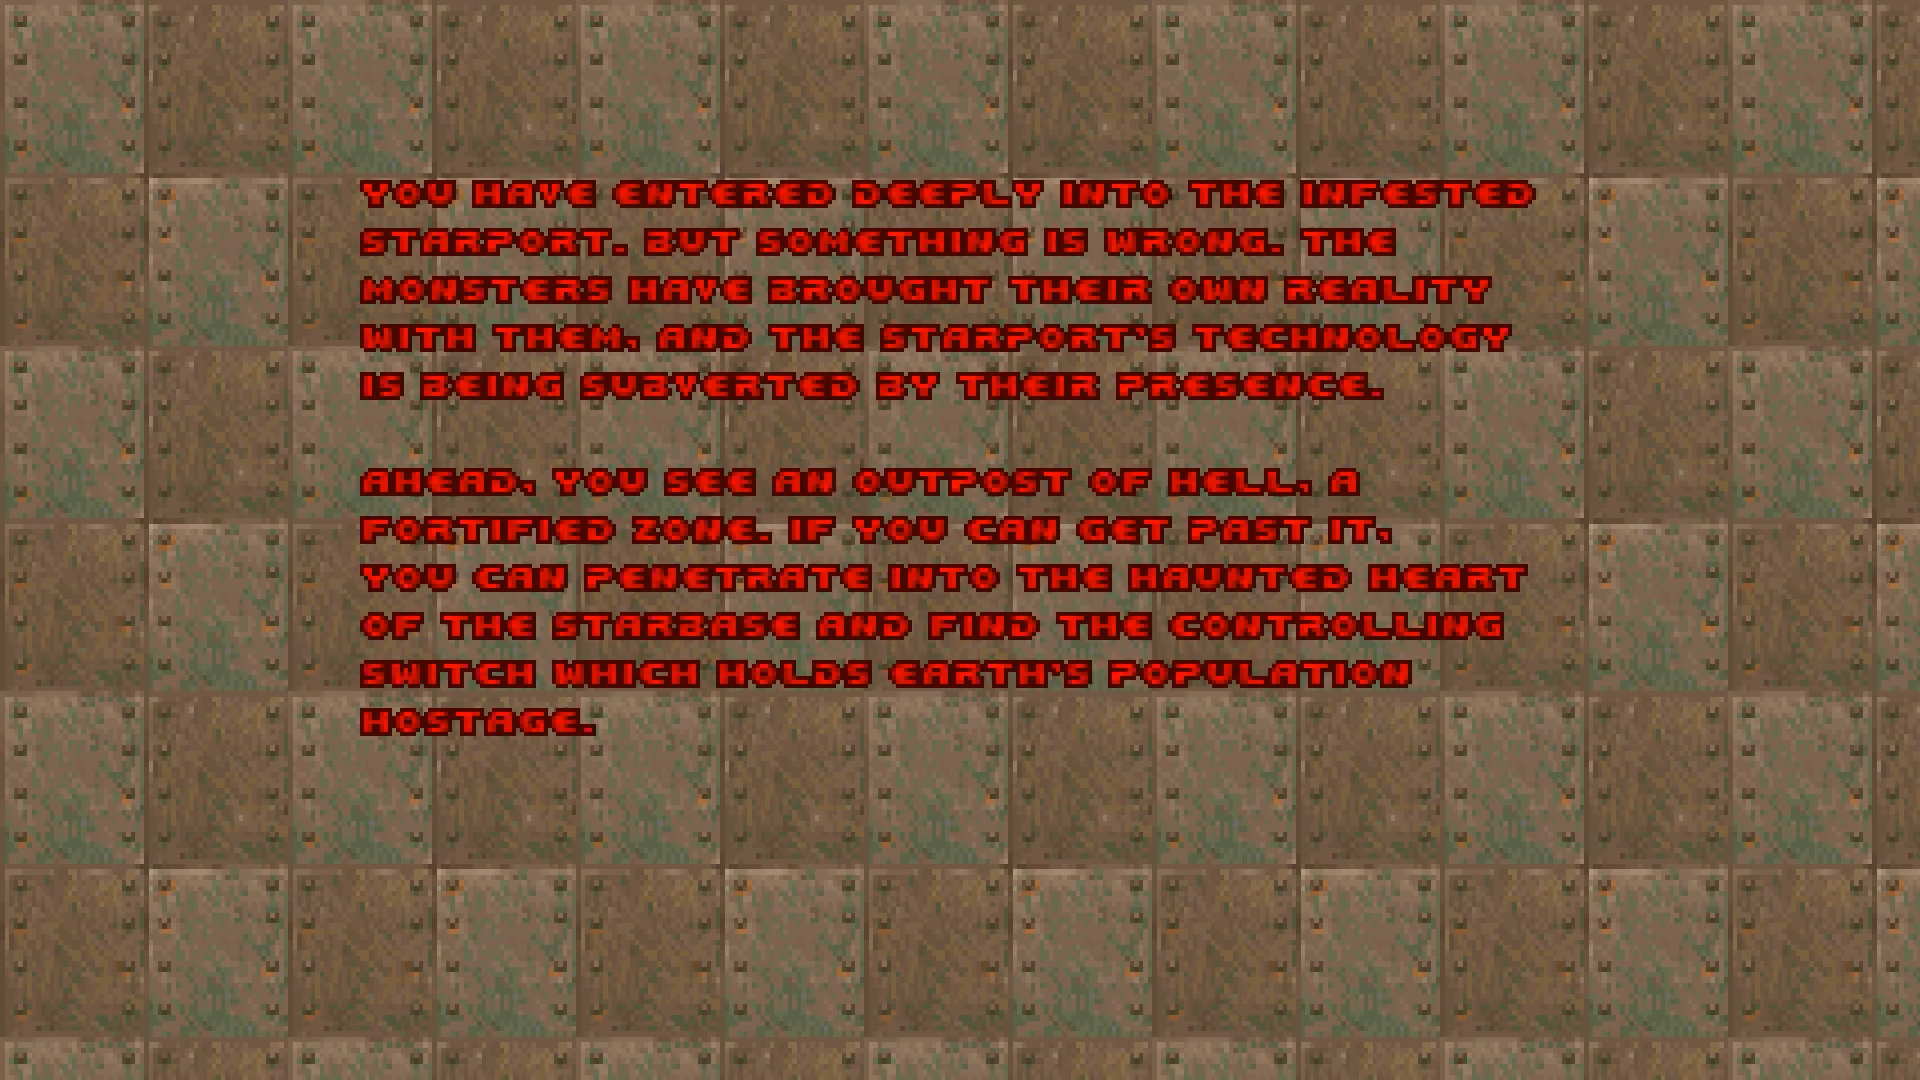 YOU HAVE ENTERED DEEPLY INTO THE INFESTED
STARPORT. BUT SOMETHING IS WRONG. THE
MONSTERS HAVE BROUGHT THEIR OWN REALITY
WITH THEM, AND THE STARPORT'S TECHNOLOGY
IS BEING SUBVERTED BY THEIR PRESENCE.

AHEAD, YOU SEE AN OUTPOST OF HELL, A
FORTIFIED ZONE. IF YOU CAN GET PAST IT,
YOU CAN PENETRATE INTO THE HAUNTED HEART
OF THE STARBASE AND FIND THE CONTROLLING
SWITCH WHICH HOLDS EARTH'S POPULATION
HOSTAGE.